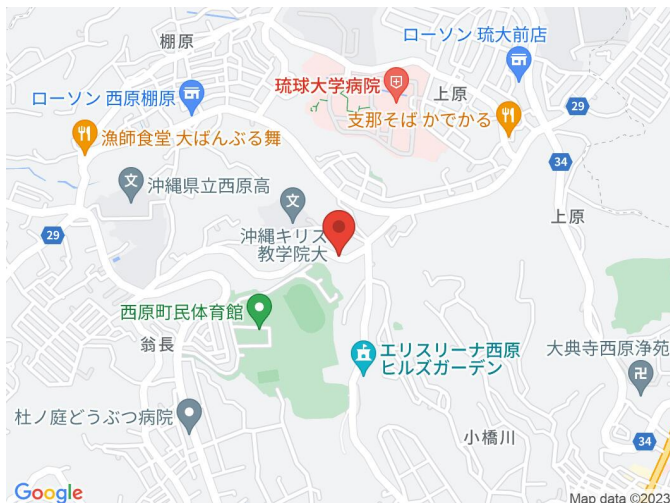 棚原
ローソン 琉大前店
琉球大学病院
上原
ローソン 西原棚原
29
支那そば かでかる
漁師食堂 大ばんぶる舞
34
文
沖縄県立西原高
文
上原
29
沖縄キリス
教学院大
西原町民体育館
翁長
エリスリーナ西原
ヒルズガーデン
大典寺西原浄苑
卍
杜ノ庭どうぶつ病院
小橋川
34
Google
Map data ©2023